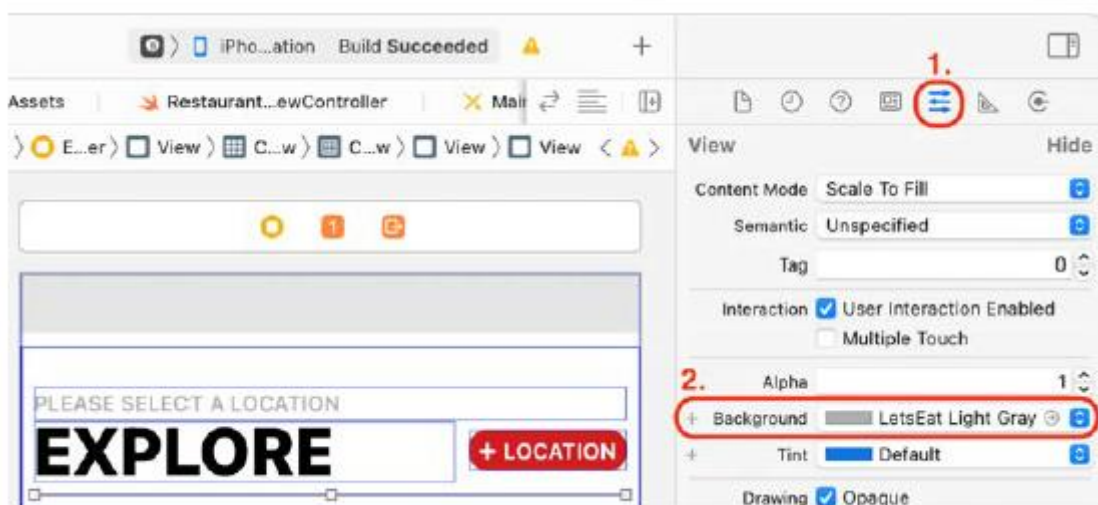 iPho...ation Build Succeeded
1.
Assets Restaurant...ewController Mai
E...er View C...w C...w View View
View Hide
Content Mode Scale To Fill
Semantic Unspecified
Tag 0
Interaction User Interaction Enabled
Multiple Touch
2. Alpha 1
Background LetsEat Light Gray
Tint Default
Drawing Opaque
PLEASE SELECT A LOCATION
EXPLORE + LOCATION